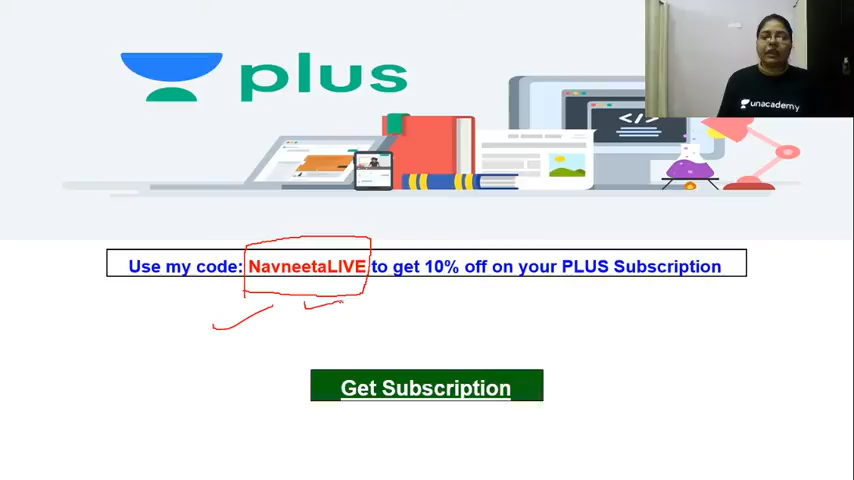 plus
</>
unacademy
Use my code: NavneetaLIVE to get 10% off on your PLUS Subscription
Get Subscription